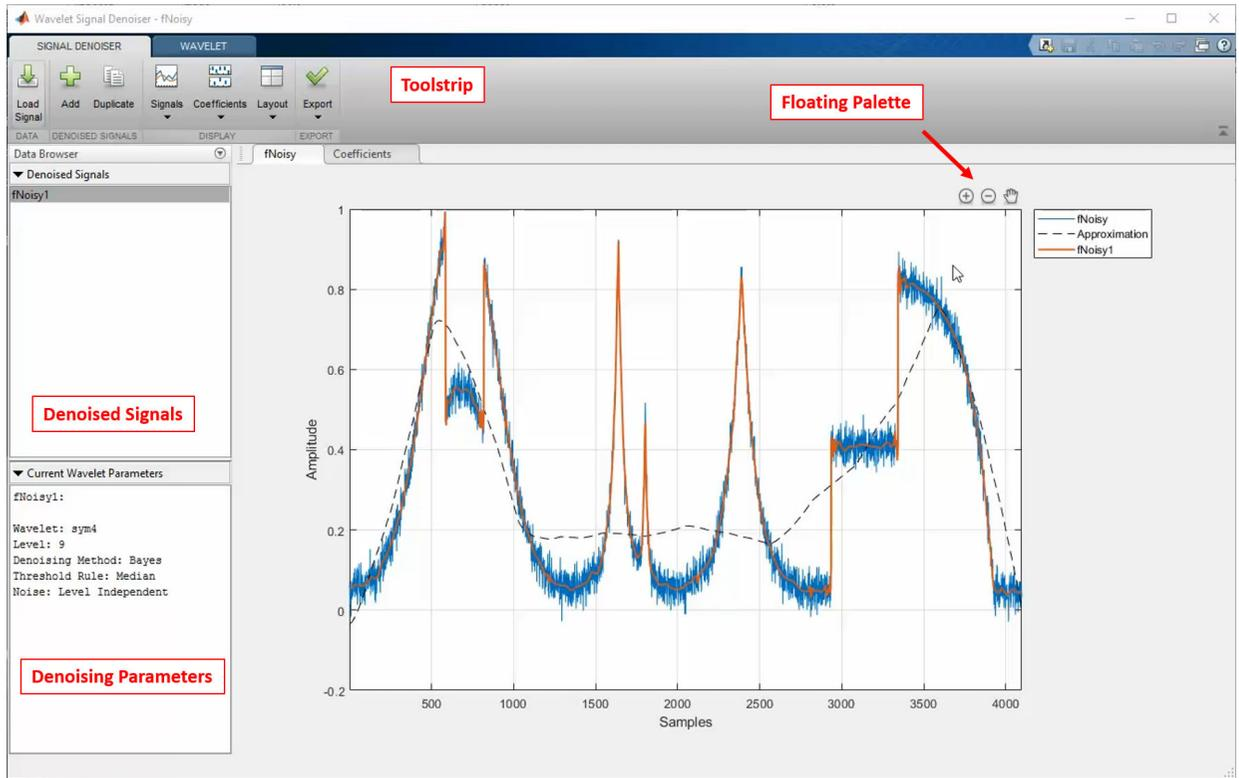 Wavelet Signal Denoiser - fNoisy
SIGNAL DENOISER
WAVELET
Toolstrip
Floating Palette
Load Signal
Add
Duplicate
Signals
Coefficients
Layout
Export
DATA
DENOISED SIGNALS
DISPLAY
EXPORT
Data Browser
fNoisy
Coefficients
Denoised Signals
fNoisy1
Denoised Signals
Current Wavelet Parameters
fNoisy1:
Wavelet: sym4
Level: 9
Denoising Method: Bayes
Threshold Rule: Median
Noise: Level Independent
Denoising Parameters
1
0.8
0.6
0.4
0.2
0
-0.2
Amplitude
500
1000
1500
2000
2500
3000
3500
4000
Samples
fNoisy
Approximation
fNoisy1